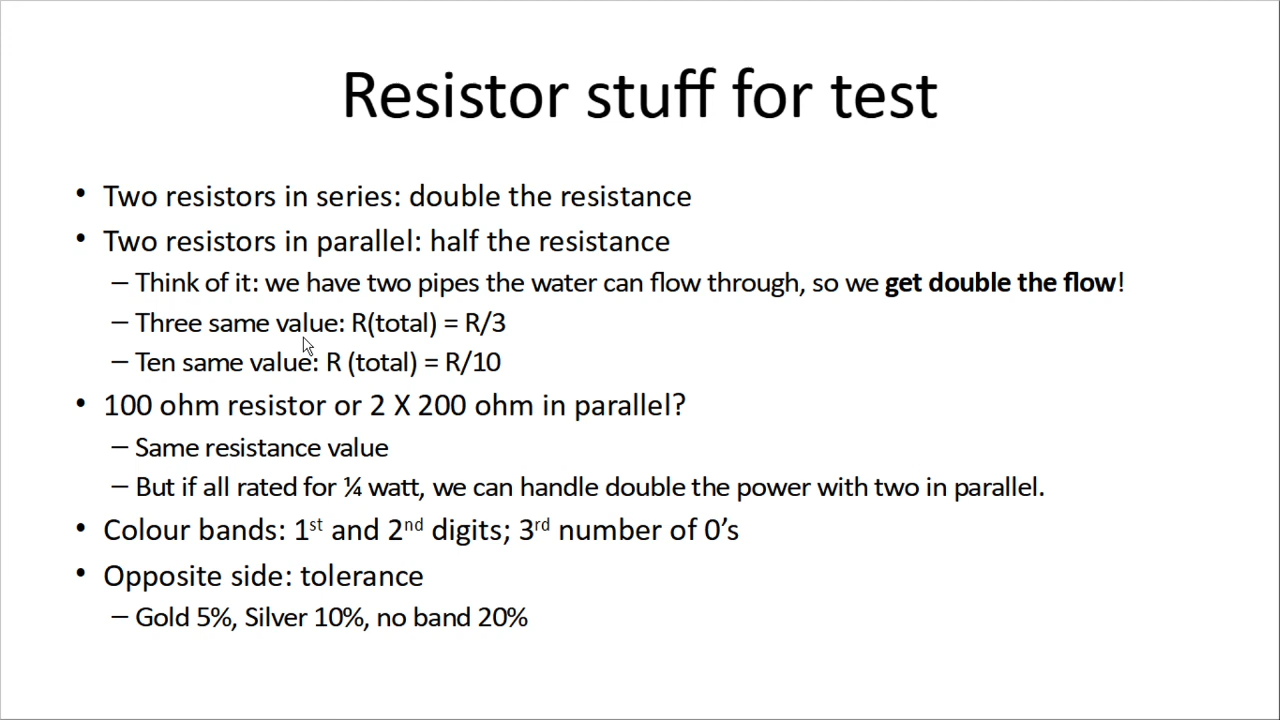 Resistor stuff for test
• Two resistors in series: double the resistance
• Two resistors in parallel: half the resistance
– Think of it: we have two pipes the water can flow through, so we get double the flow!
– Three same value: R(total) = R/3
– Ten same value: R (total) = R/10
• 100 ohm resistor or 2 X 200 ohm in parallel?
– Same resistance value
– But if all rated for ¼ watt, we can handle double the power with two in parallel.
• Colour bands: 1st and 2nd digits; 3rd number of 0’s
• Opposite side: tolerance
– Gold 5%, Silver 10%, no band 20%